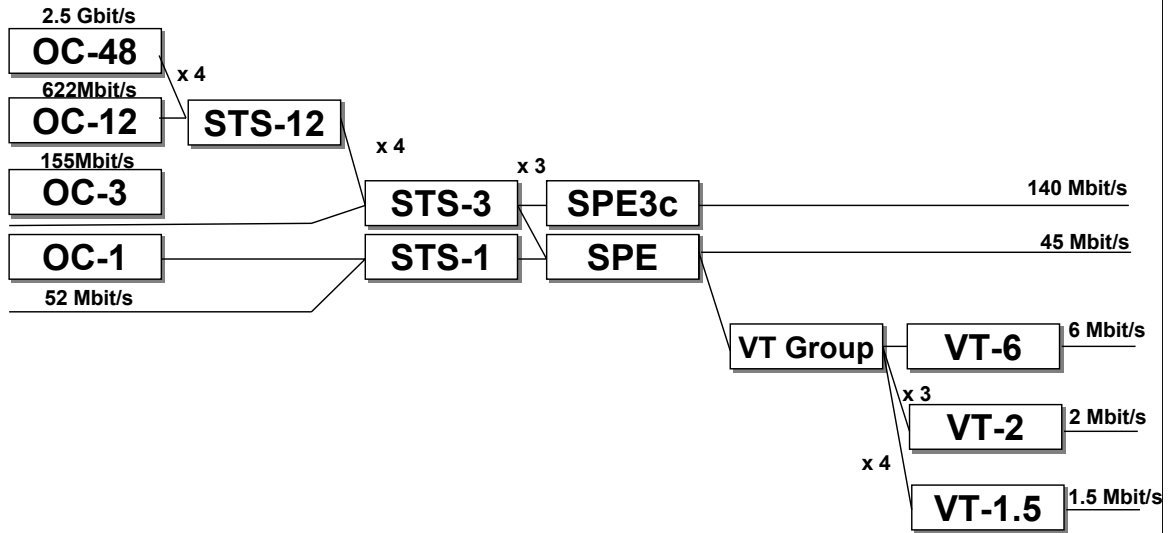 2.5 Gbit/s
OC-48
x 4
622Mbit/s
OC-12
STS-12
x 4
155Mbit/s
OC-3
x 3
STS-3
SPE3c
140 Mbit/s
OC-1
STS-1
SPE
45 Mbit/s
52 Mbit/s
VT Group
VT-6
6 Mbit/s
x 3
VT-2
2 Mbit/s
x 4
VT-1.5
1.5 Mbit/s